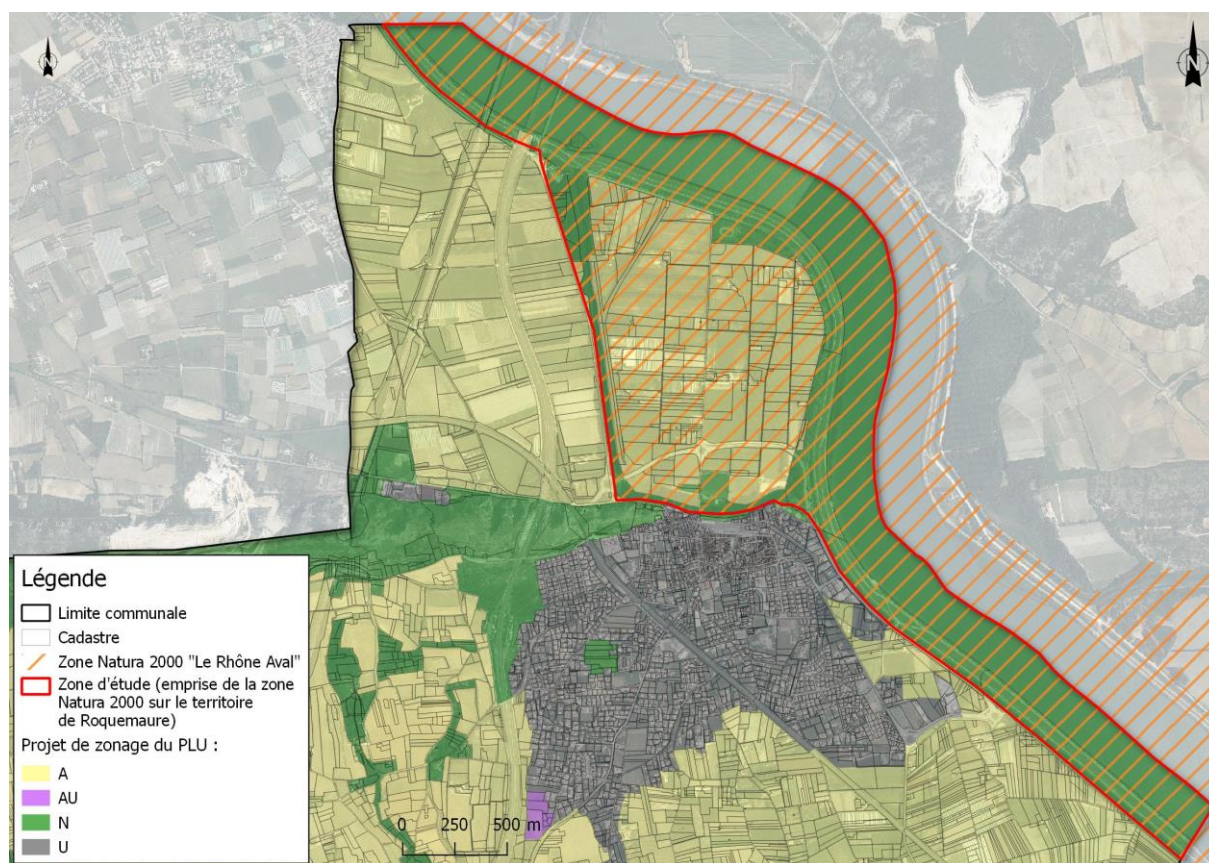 N
N
Légende
Limite communale
Cadastre
Zone Natura 2000 "Le Rhône Aval"
Zone d'étude (emprise de la zone
Natura 2000 sur le territoire
de Roquemaure)
Projet de zonage du PLU :
A
AU
N
U
0 250 500 m